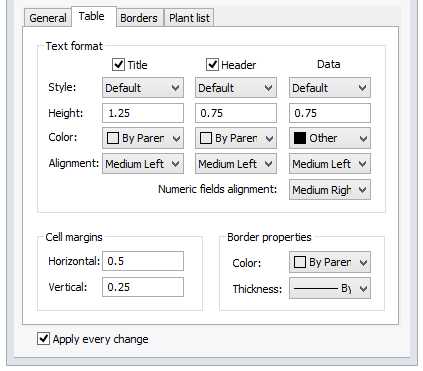 General Table Borders Plant list
Text format
Title Header Data
Style: Default Default Default
Height: 1.25 0.75 0.75
Color: By Paren By Paren Other
Alignment: Medium Left Medium Left Medium Left
Numeric fields alignment: Medium Righ
Cell margins
Horizontal: 0.5
Vertical: 0.25
Border properties
Color: By Paren
Thickness: By
Apply every change